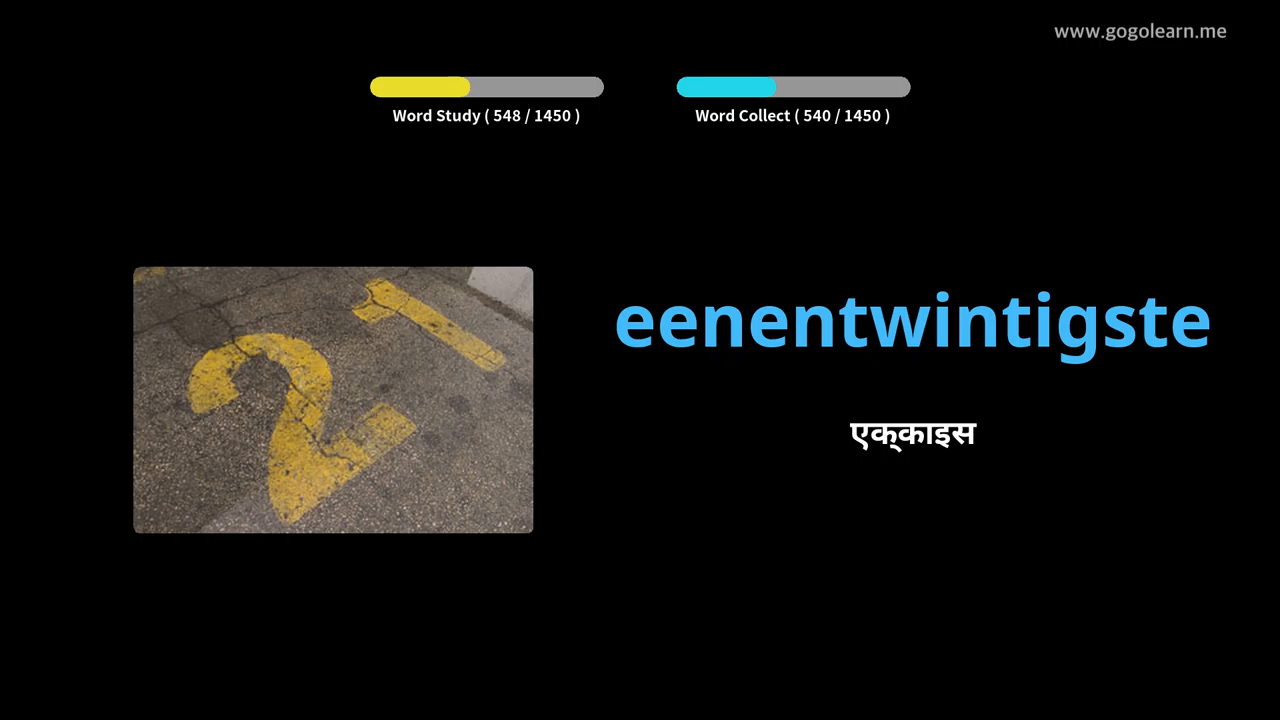 www.gogolearn.me
Word Study ( 548 / 1450 )
Word Collect ( 540 / 1450 )
21
eenentwintigste
एक्काइस